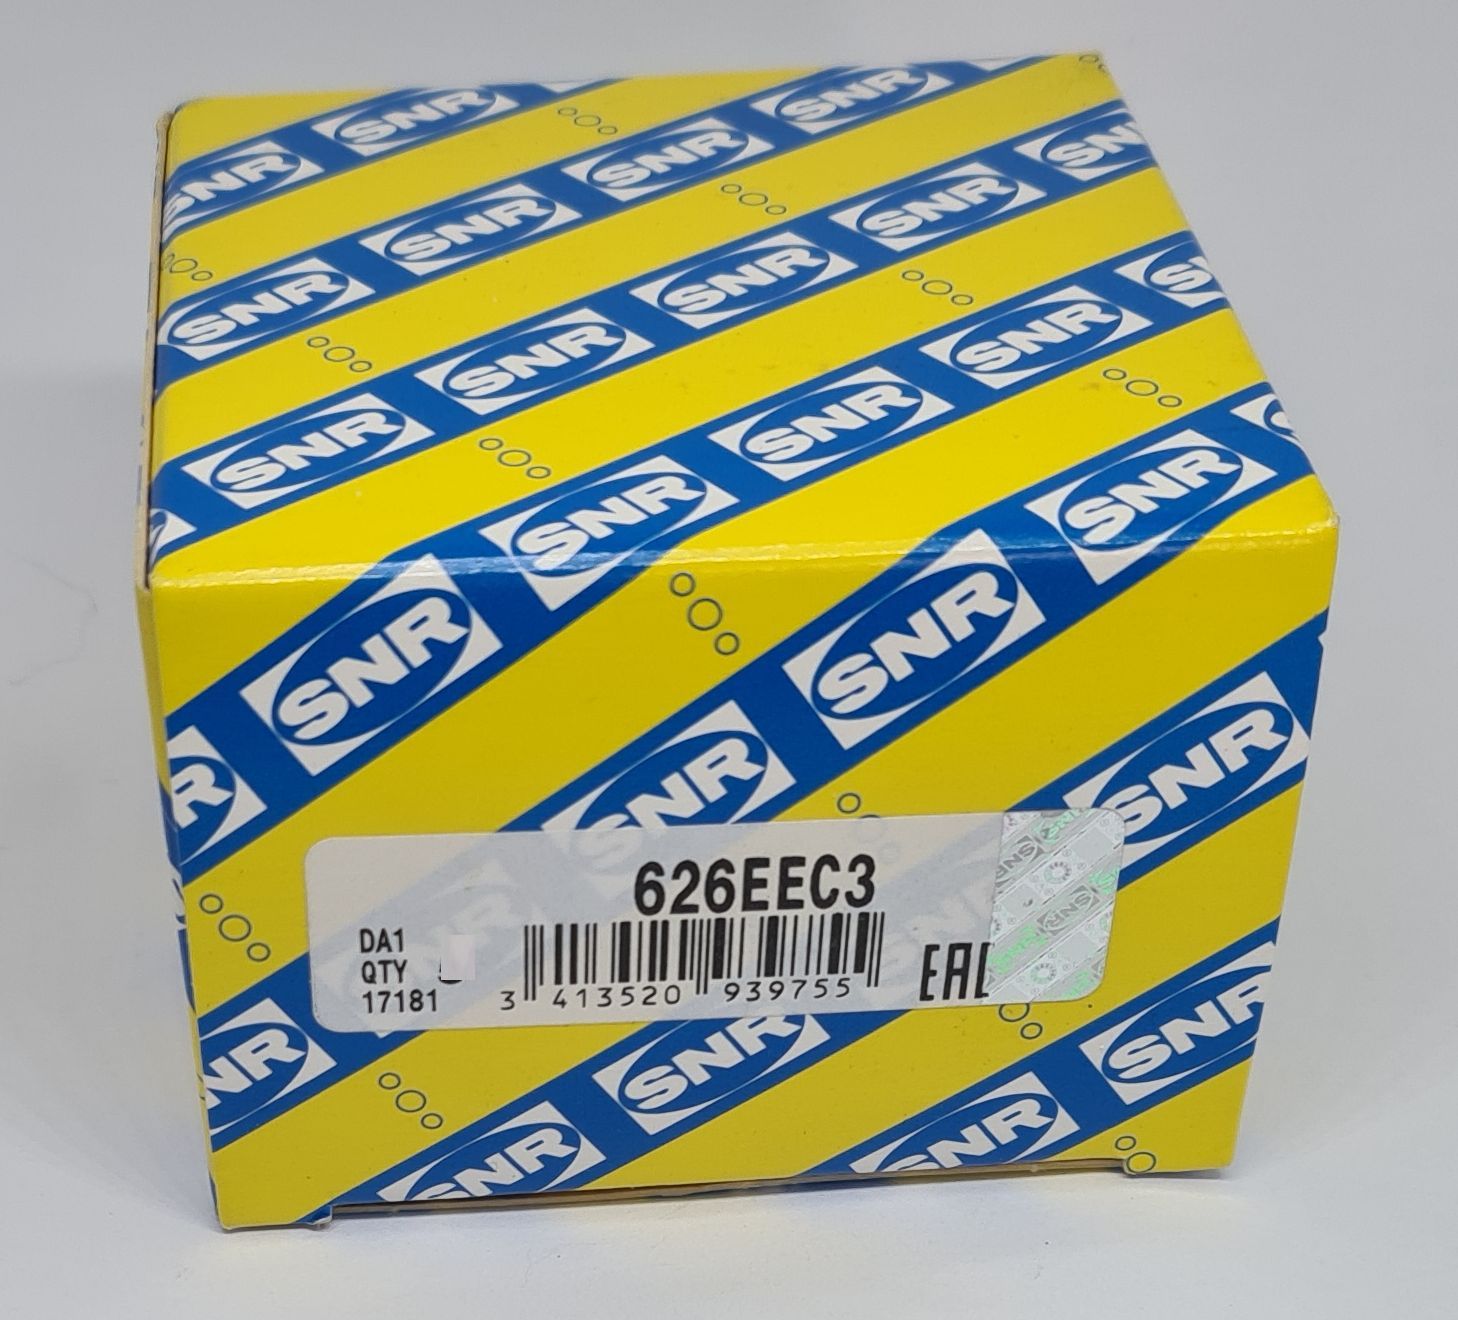 SNR
626EEC3
DA1
QTY
17181
3 413520 939755
EAC